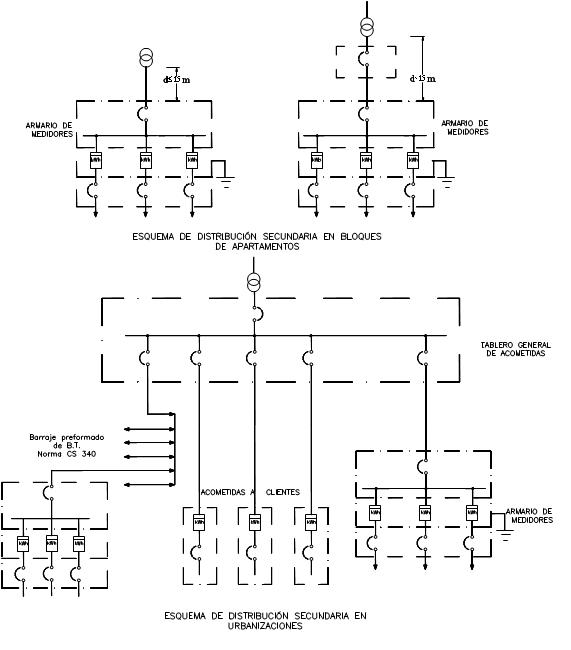 d≤15 m
d>15 m
ARMARIO DE
MEDIDORES
ARMARIO DE
MEDIDORES
kWh
kWh
kWh
kWh
kWh
kWh
ESQUEMA DE DISTRIBUCIÓN SECUNDARIA EN BLOQUES
DE APARTAMENTOS
TABLERO GENERAL
DE ACOMETIDAS
Barraje preformado
de B.T.
Norma CS 340
ACOMETIDAS A CLIENTES
kWh
kWh
kWh
kWh
kWh
kWh
ARMARIO DE
MEDIDORES
kWh
kWh
kWh
ESQUEMA DE DISTRIBUCIÓN SECUNDARIA EN
URBANIZACIONES